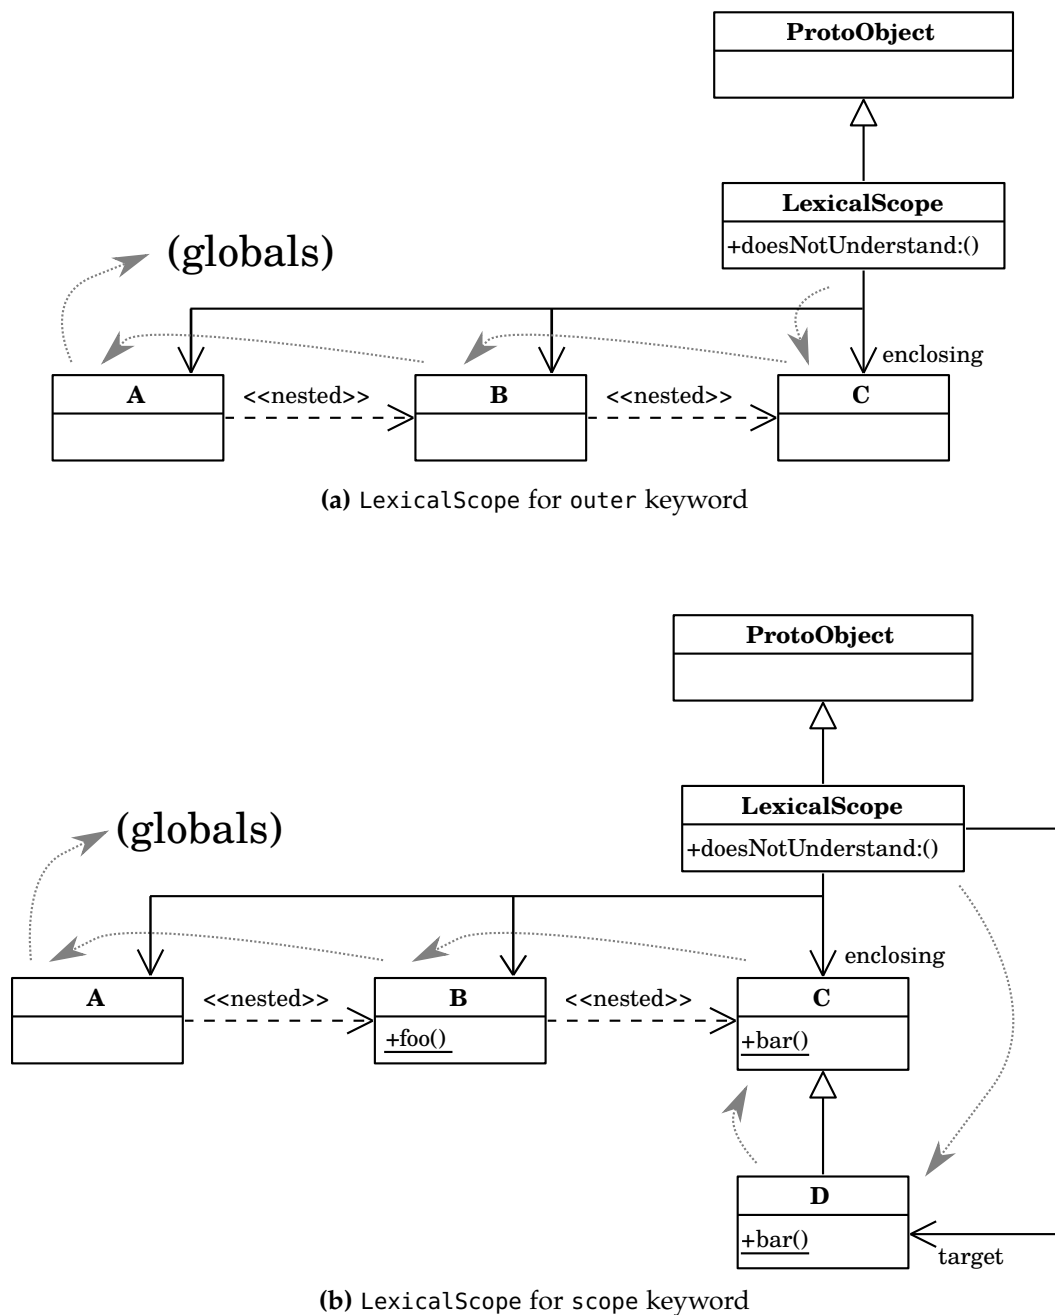 ProtoObject
LexicalScope
+doesNotUnderstand:()
(globals)
enclosing
A
<<nested>>
B
<<nested>>
C
(a) LexicalScope for outer keyword
ProtoObject
LexicalScope
+doesNotUnderstand:()
(globals)
enclosing
A
<<nested>>
B
<<nested>>
C
+foo()
+bar()
D
+bar()
target
(b) LexicalScope for scope keyword